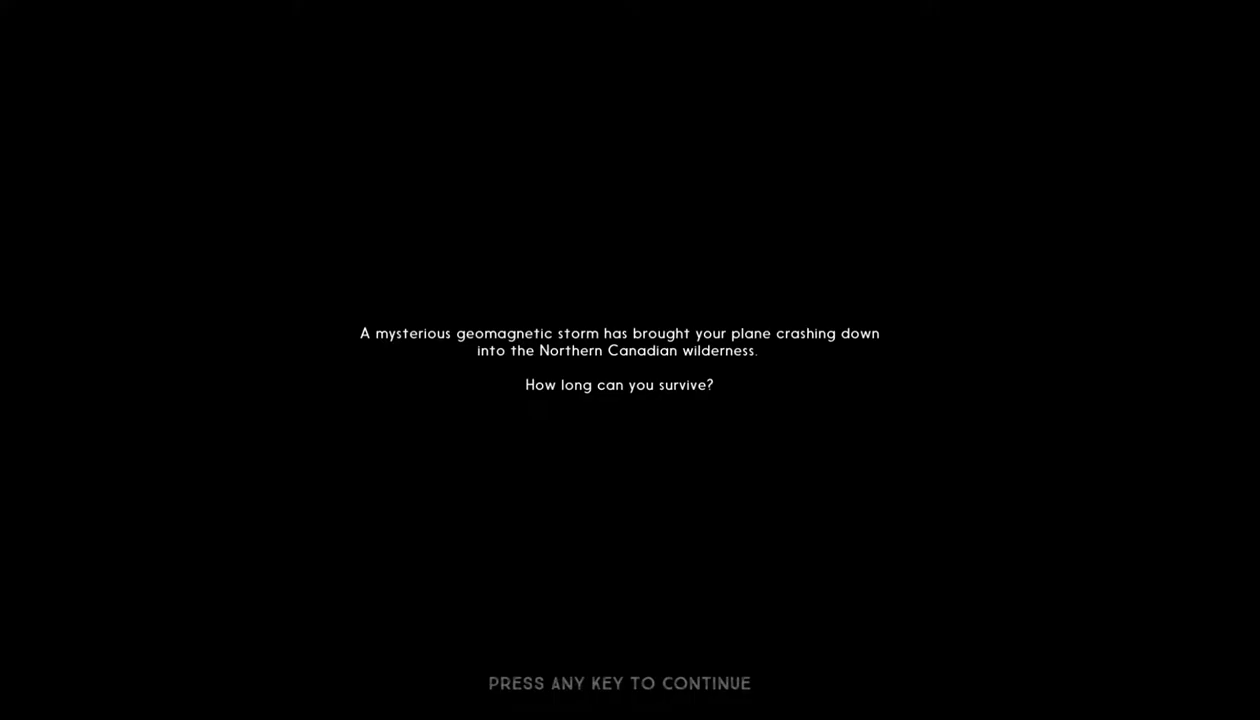 A mysterious geomagnetic storm has brought your plane crashing down
into the Northern Canadian wilderness.
How long can you survive?
PRESS ANY KEY TO CONTINUE